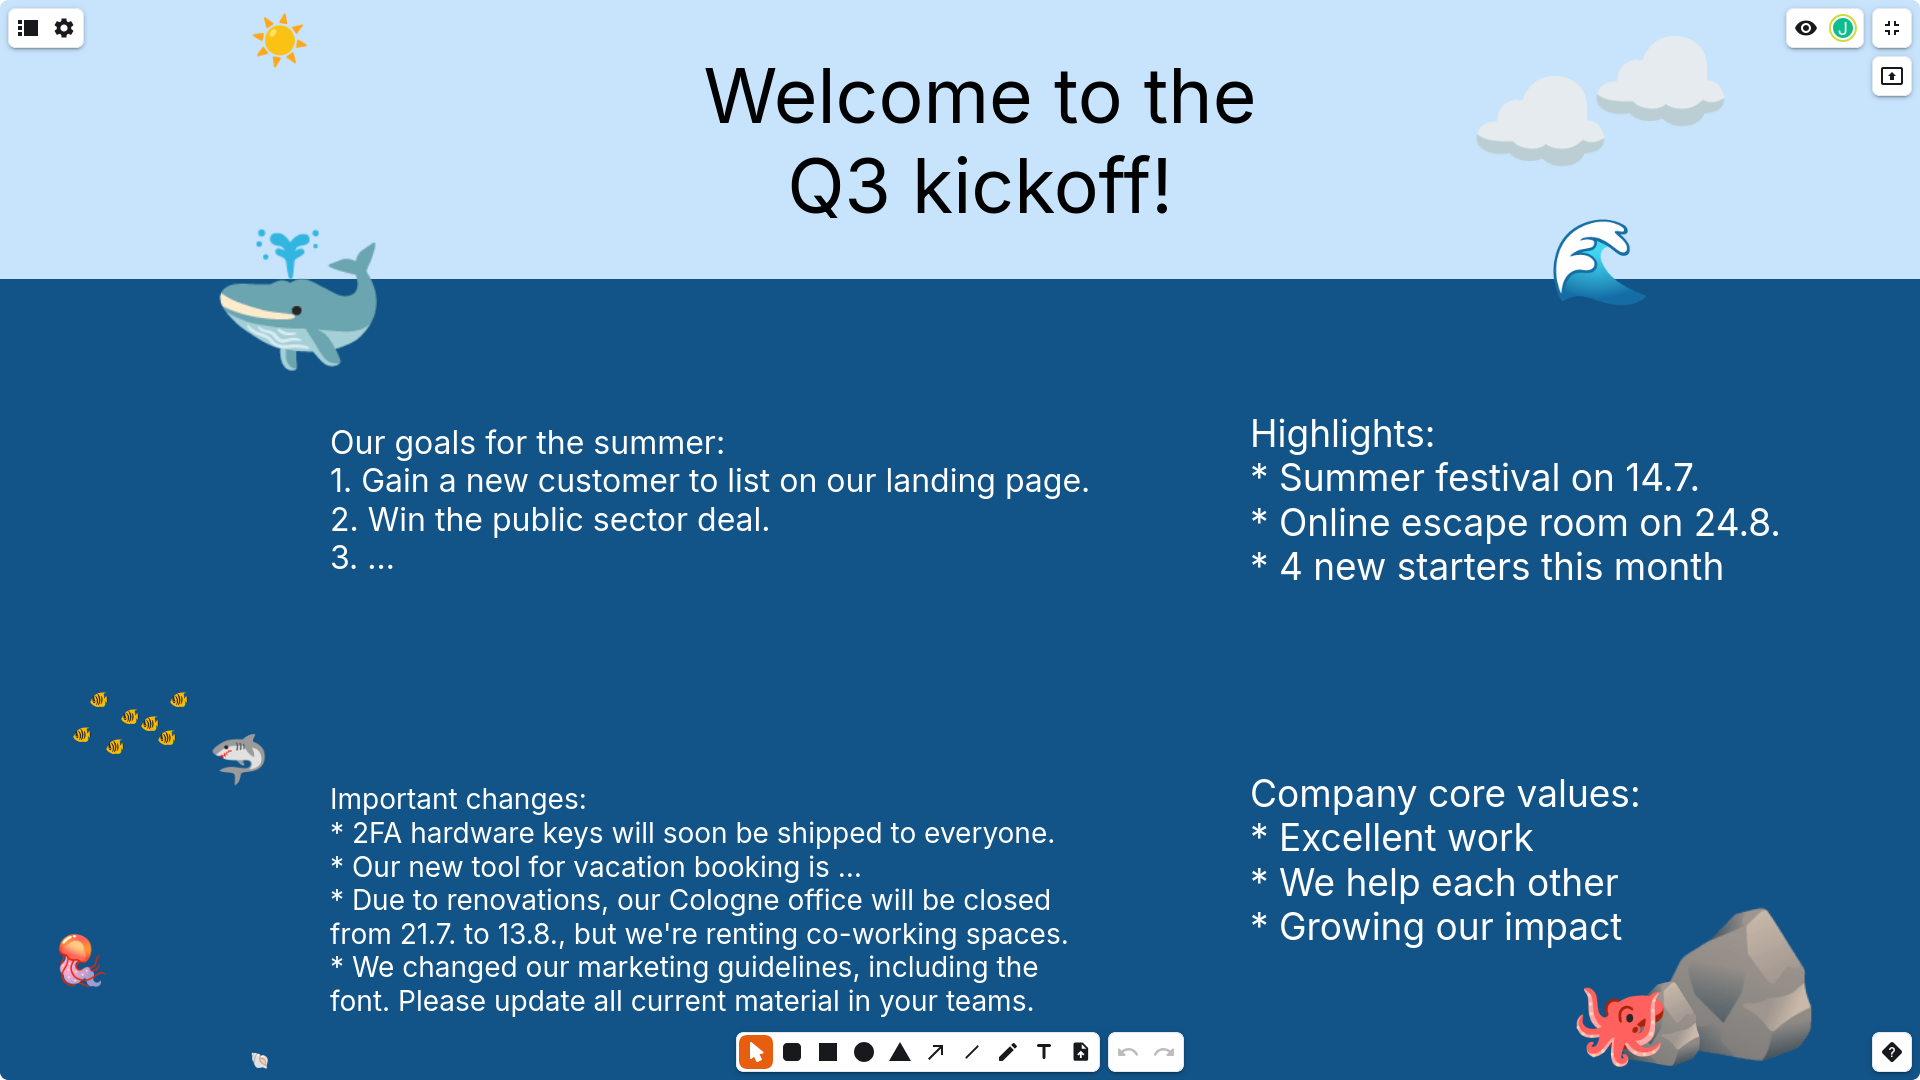 J
Welcome to the
Q3 kickoff!
Our goals for the summer:
1. Gain a new customer to list on our landing page.
2. Win the public sector deal.
3. ...
Highlights:
* Summer festival on 14.7.
* Online escape room on 24.8.
* 4 new starters this month
Important changes:
* 2FA hardware keys will soon be shipped to everyone.
* Our new tool for vacation booking is ...
* Due to renovations, our Cologne office will be closed
from 21.7. to 13.8., but we're renting co-working spaces.
* We changed our marketing guidelines, including the
font. Please update all current material in your teams.
Company core values:
* Excellent work
* We help each other
* Growing our impact